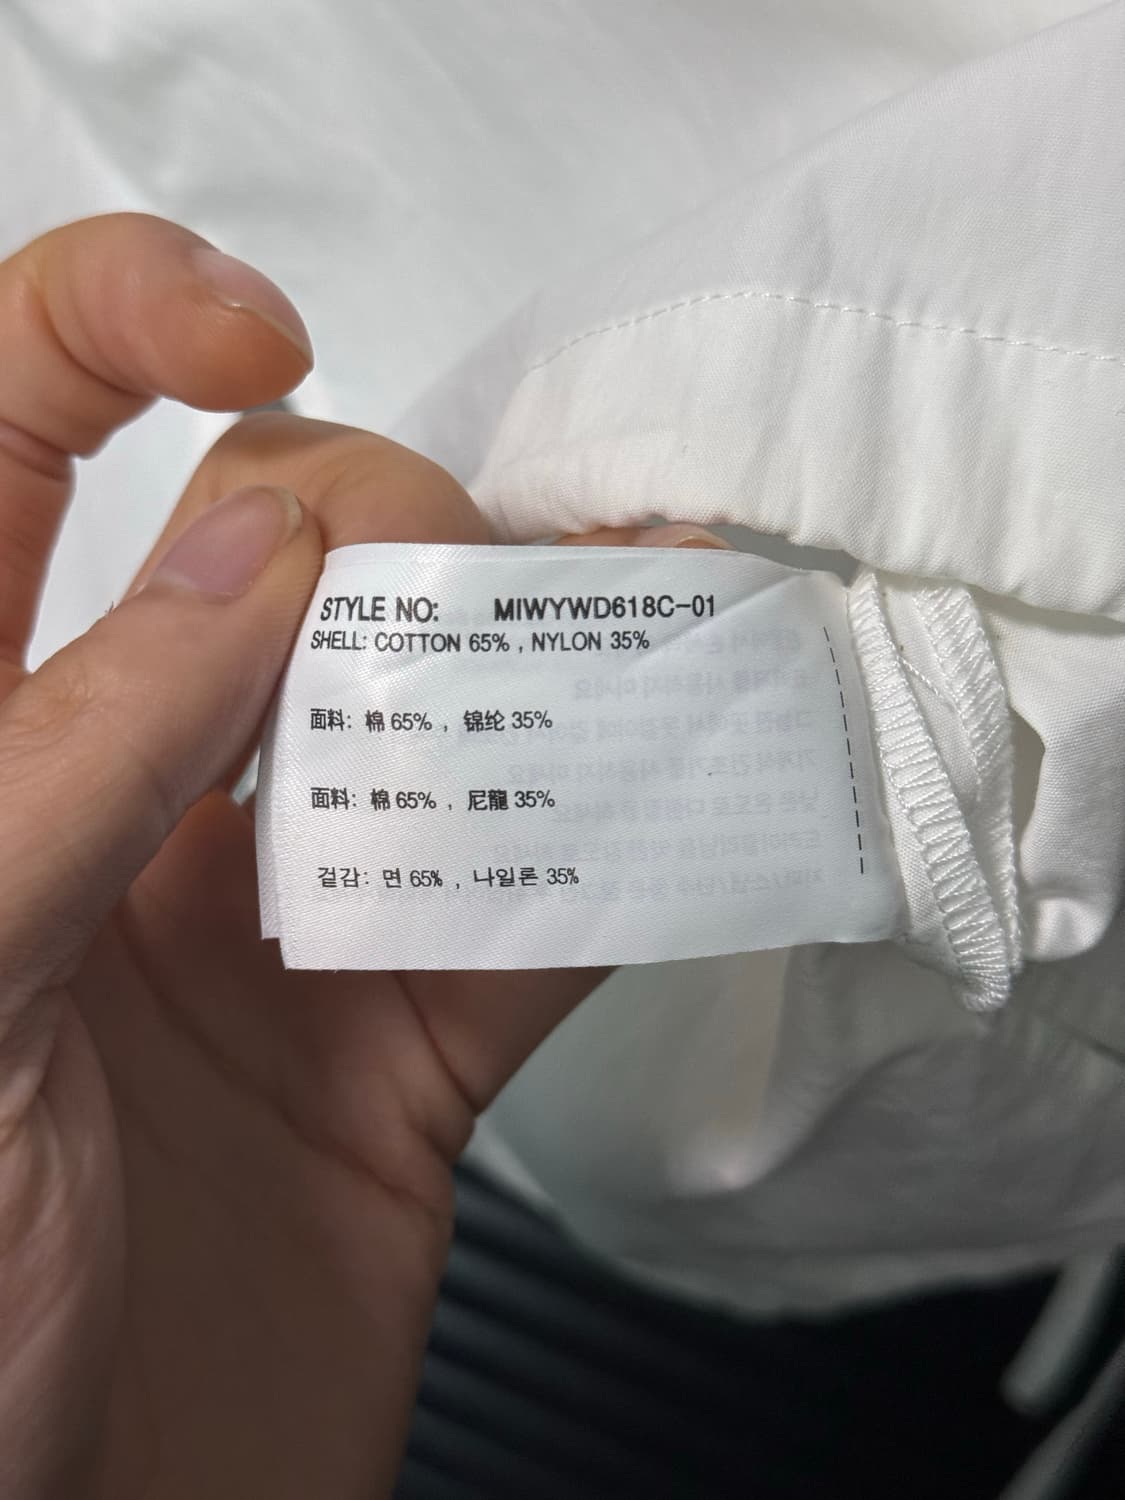 STYLE NO: MIWYWD618C-01
SHELL: COTTON 65% , NYLON 35%
面料: 棉 65% , 锦纶 35%
面料: 棉 65% , 尼龍 35%
겉감: 면 65% , 나일론 35%